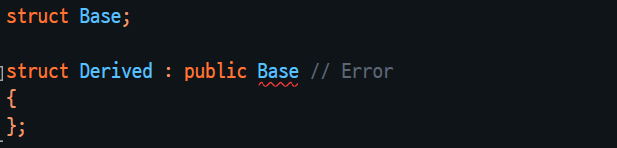 struct Base;
struct Derived : public Base // Error
{
};